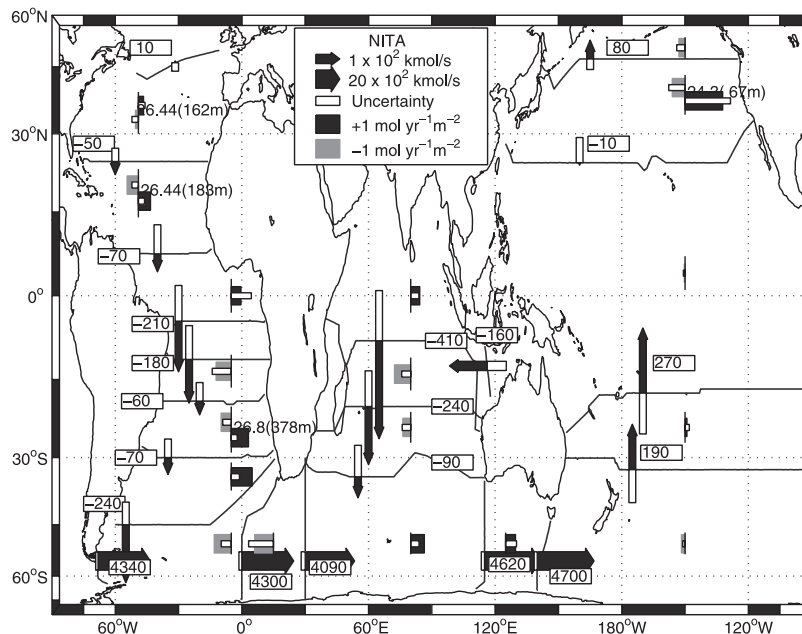 60°N
30°N
0°
30°S
60°S
10
80
NITA
1 x 10² kmol/s
20 x 10² kmol/s
Uncertainty
+1 mol yr⁻¹m⁻²
−1 mol yr⁻¹m⁻²
26.44(162m)
−50
−10
26.44(183m)
−70
−210
−180
−60
26.8(378m)
−70
−240
−410
−160
−240
−90
270
190
4340
4300
4090
4620
4700
60°W
0°
60°E
120°E
180°W
120°W